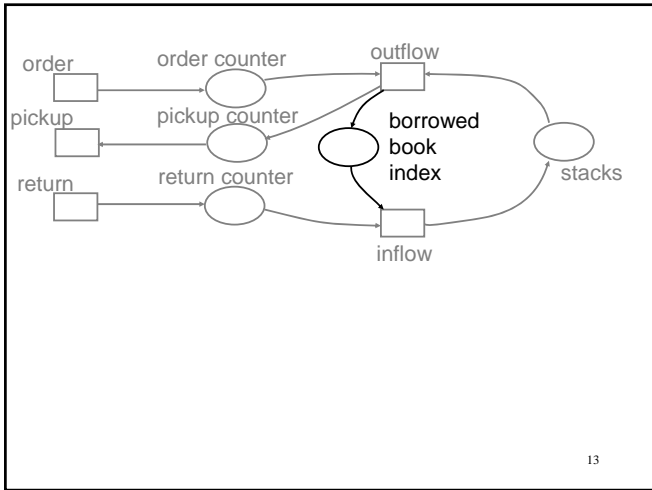 order
order counter
outflow
pickup
pickup counter
borrowed
book
index
stacks
return
return counter
inflow
13